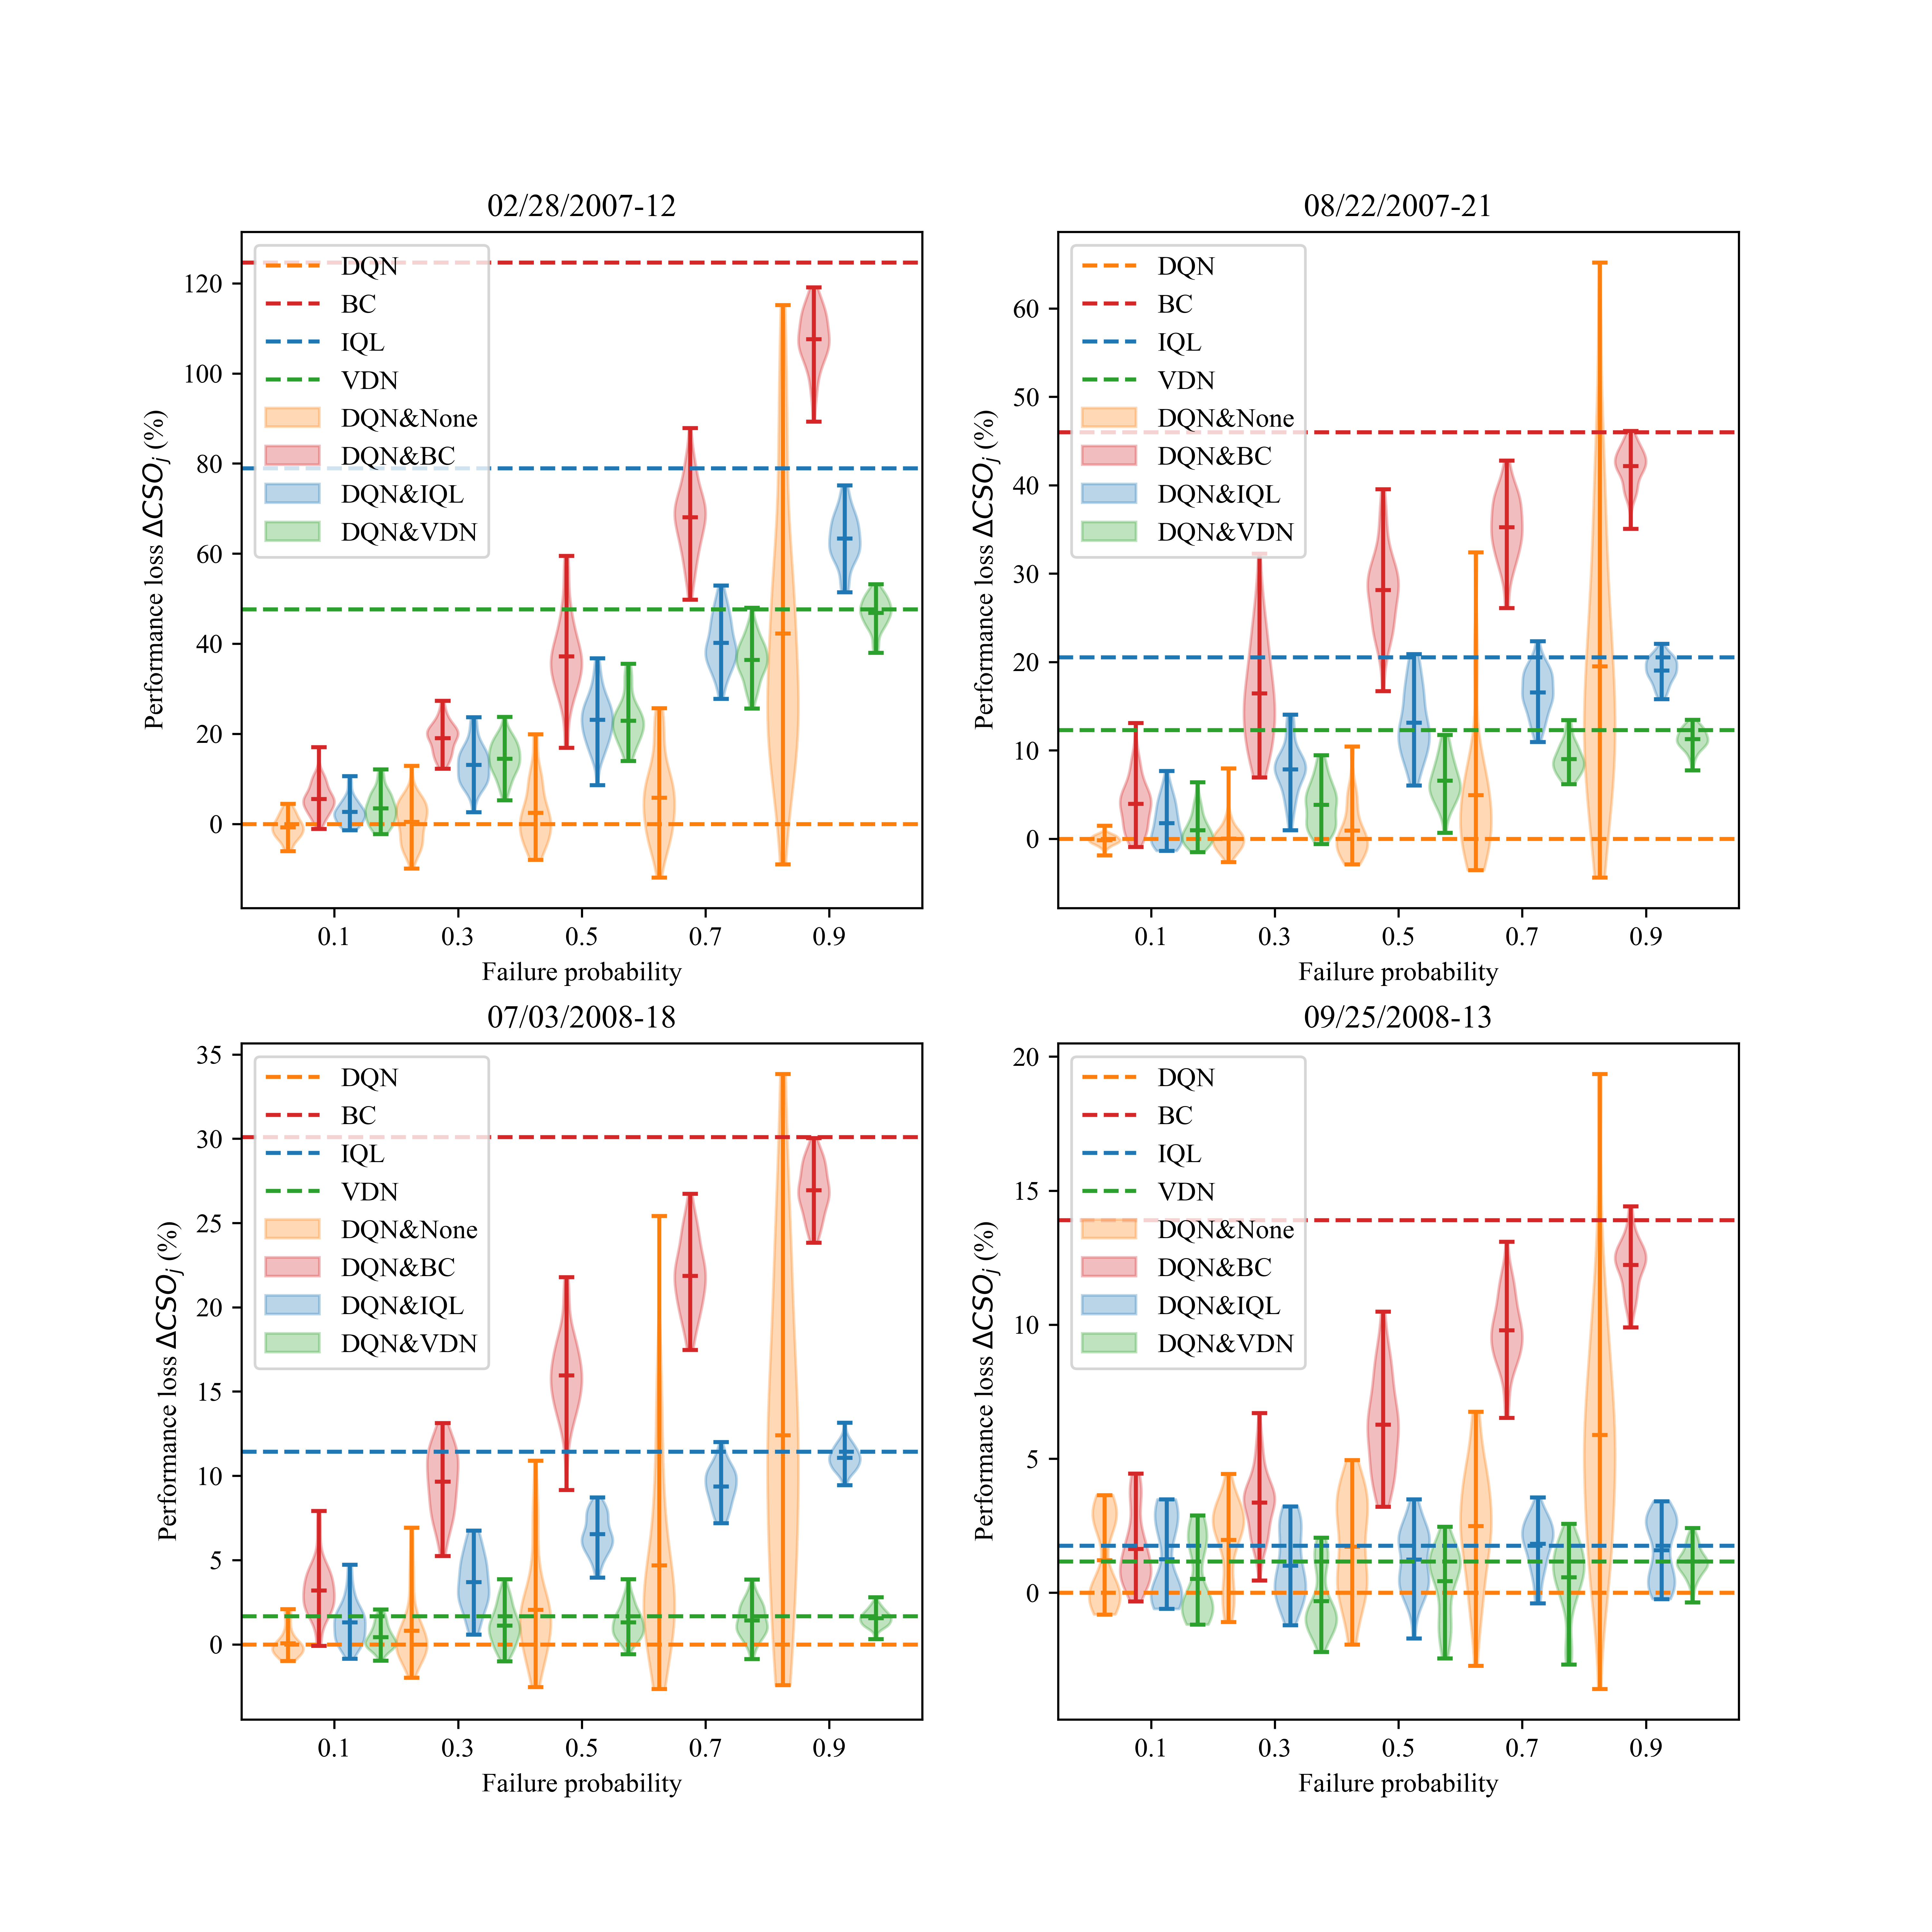 02/28/2007-12
DQN
BC
IQL
VDN
DQN&None
DQN&BC
DQN&IQL
DQN&VDN
120
100
80
60
40
20
0
Performance loss ΔCSO_j (%)
0.1 0.3 0.5 0.7 0.9
Failure probability
08/22/2007-21
DQN
BC
IQL
VDN
DQN&None
DQN&BC
DQN&IQL
DQN&VDN
60
50
40
30
20
10
0
Performance loss ΔCSO_j (%)
0.1 0.3 0.5 0.7 0.9
Failure probability
07/03/2008-18
DQN
BC
IQL
VDN
DQN&None
DQN&BC
DQN&IQL
DQN&VDN
35
30
25
20
15
10
5
0
Performance loss ΔCSO_j (%)
0.1 0.3 0.5 0.7 0.9
Failure probability
09/25/2008-13
DQN
BC
IQL
VDN
DQN&None
DQN&BC
DQN&IQL
DQN&VDN
20
15
10
5
0
Performance loss ΔCSO_j (%)
0.1 0.3 0.5 0.7 0.9
Failure probability